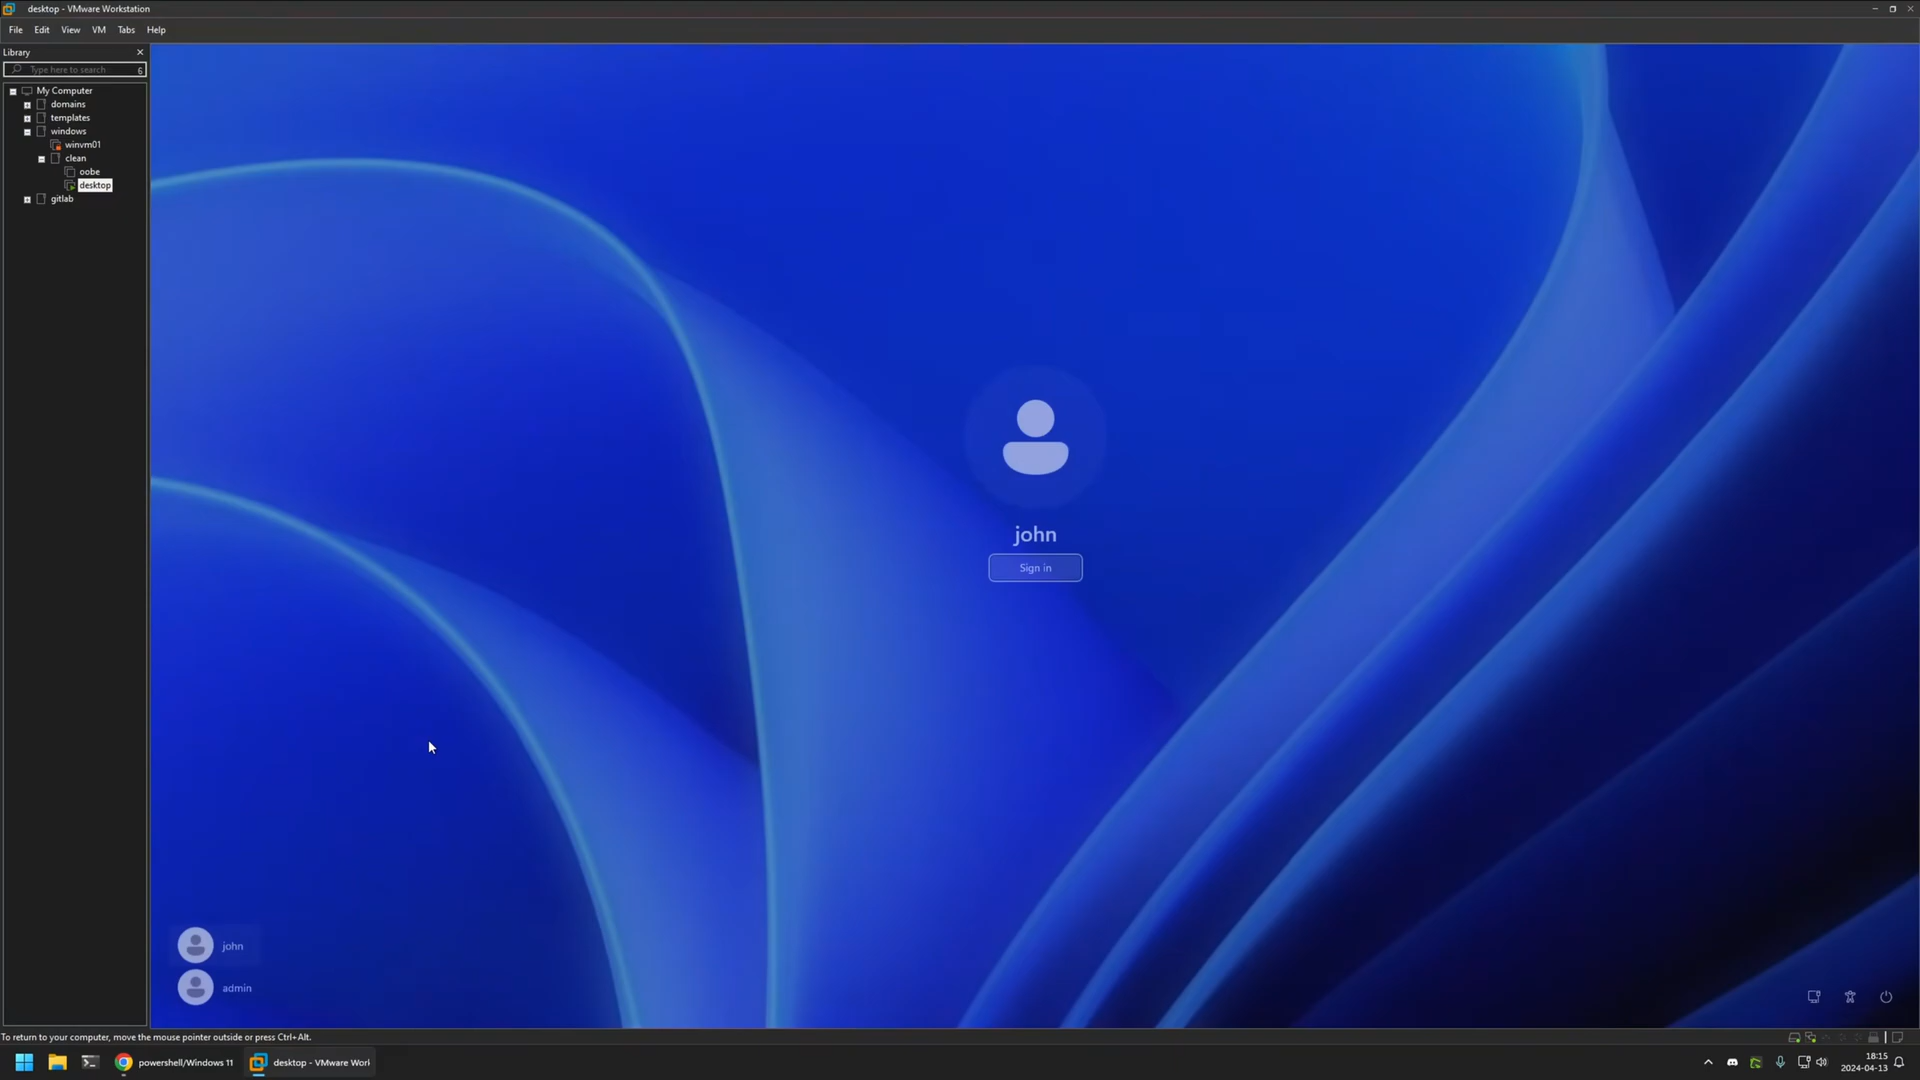 desktop - VMware Workstation
File Edit View VM Tabs Help
Library
Type here to search
My Computer
domains
templates
windows
winvm01
clean
oobe
desktop
gitlab
john
Sign in
john
admin
To return to your computer, move the mouse pointer outside or press Ctrl+Alt.
powershell/Windows 11
desktop - VMware Work
18:15
2024-04-13